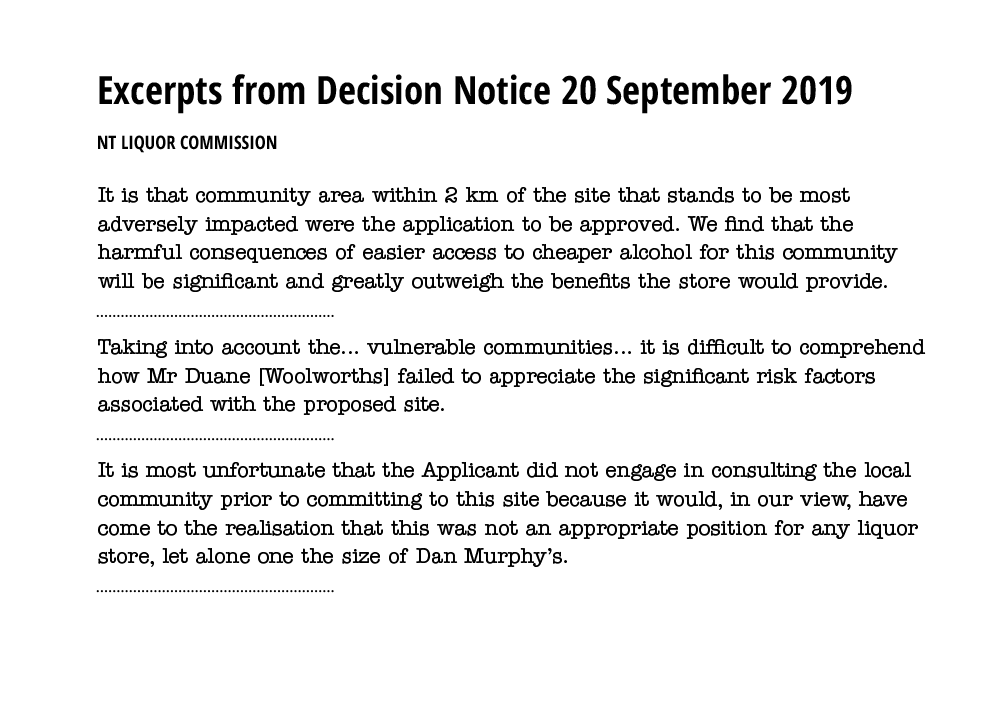 Excerpts from Decision Notice 20 September 2019
NT LIQUOR COMMISSION
It is that community area within 2 km of the site that stands to be most
adversely impacted were the application to be approved. We find that the
harmful consequences of easier access to cheaper alcohol for this community
will be significant and greatly outweigh the benefits the store would provide.
Taking into account the... vulnerable communities... it is difficult to comprehend
how Mr Duane [Woolworths] failed to appreciate the significant risk factors
associated with the proposed site.
It is most unfortunate that the Applicant did not engage in consulting the local
community prior to committing to this site because it would, in our view, have
come to the realisation that this was not an appropriate position for any liquor
store, let alone one the size of Dan Murphy's.